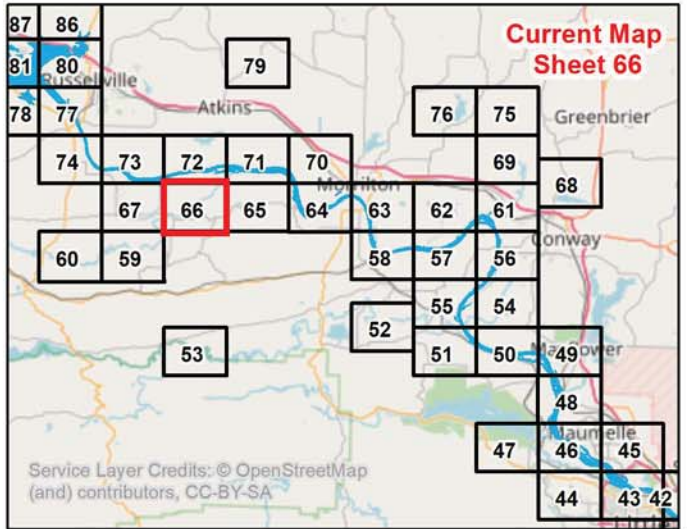 87 86
Current Map
Sheet 66
81 80
Russellville
79
Atkins
78 77
76 75
Greenbrier
74 73 72 71 70
69
68
Morrilton
67 66 65 64 63 62 61
Conway
60 59
58 57 56
55 54
52
53
51 50 49
48
Maumelle
47 46 45
Service Layer Credits: © OpenStreetMap
(and) contributors, CC-BY-SA
44 43 42